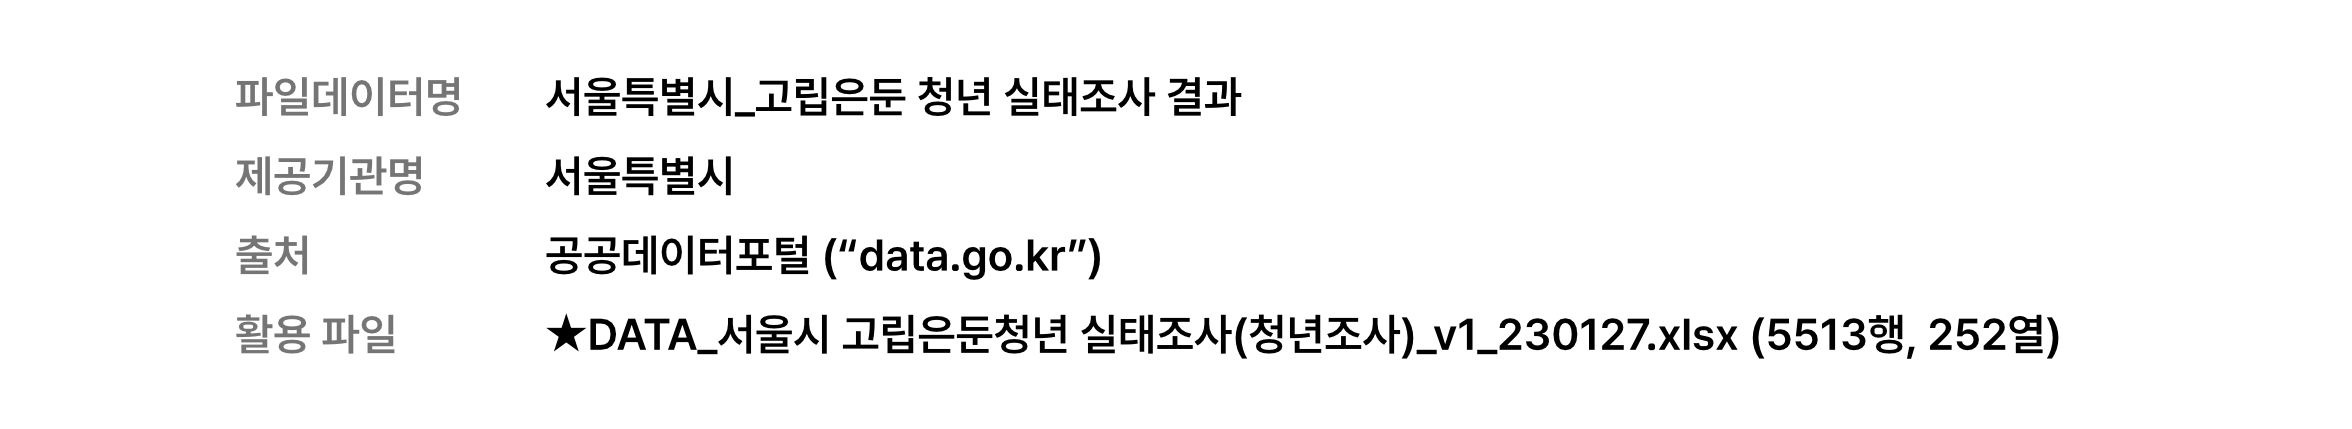 파일데이터명 서울특별시_고립은둔 청년 실태조사 결과
제공기관명 서울특별시
출처 공공데이터포털 (“data.go.kr”)
활용 파일 ★DATA_서울시 고립은둔청년 실태조사(청년조사)_v1_230127.xlsx (5513행, 252열)